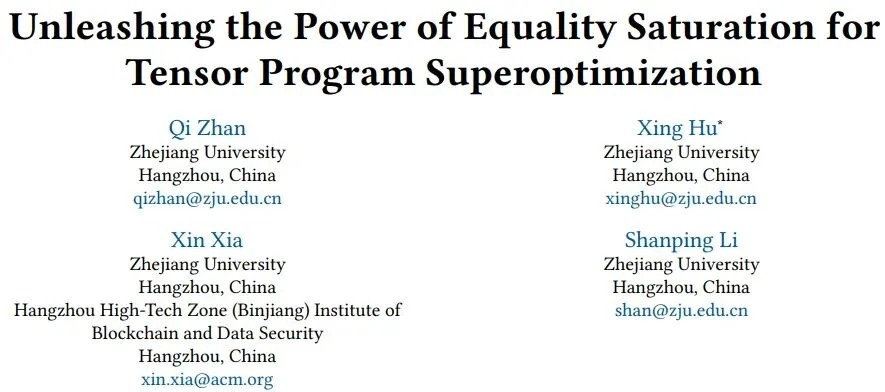 Unleashing the Power of Equality Saturation for
Tensor Program Superoptimization
Qi Zhan
Zhejiang University
Hangzhou, China
qizhan@zju.edu.cn
Xing Hu*
Zhejiang University
Hangzhou, China
xinghu@zju.edu.cn
Xin Xia
Zhejiang University
Hangzhou, China
Hangzhou High-Tech Zone (Binjiang) Institute of
Blockchain and Data Security
Hangzhou, China
xin.xia@acm.org
Shanping Li
Zhejiang University
Hangzhou, China
shan@zju.edu.cn